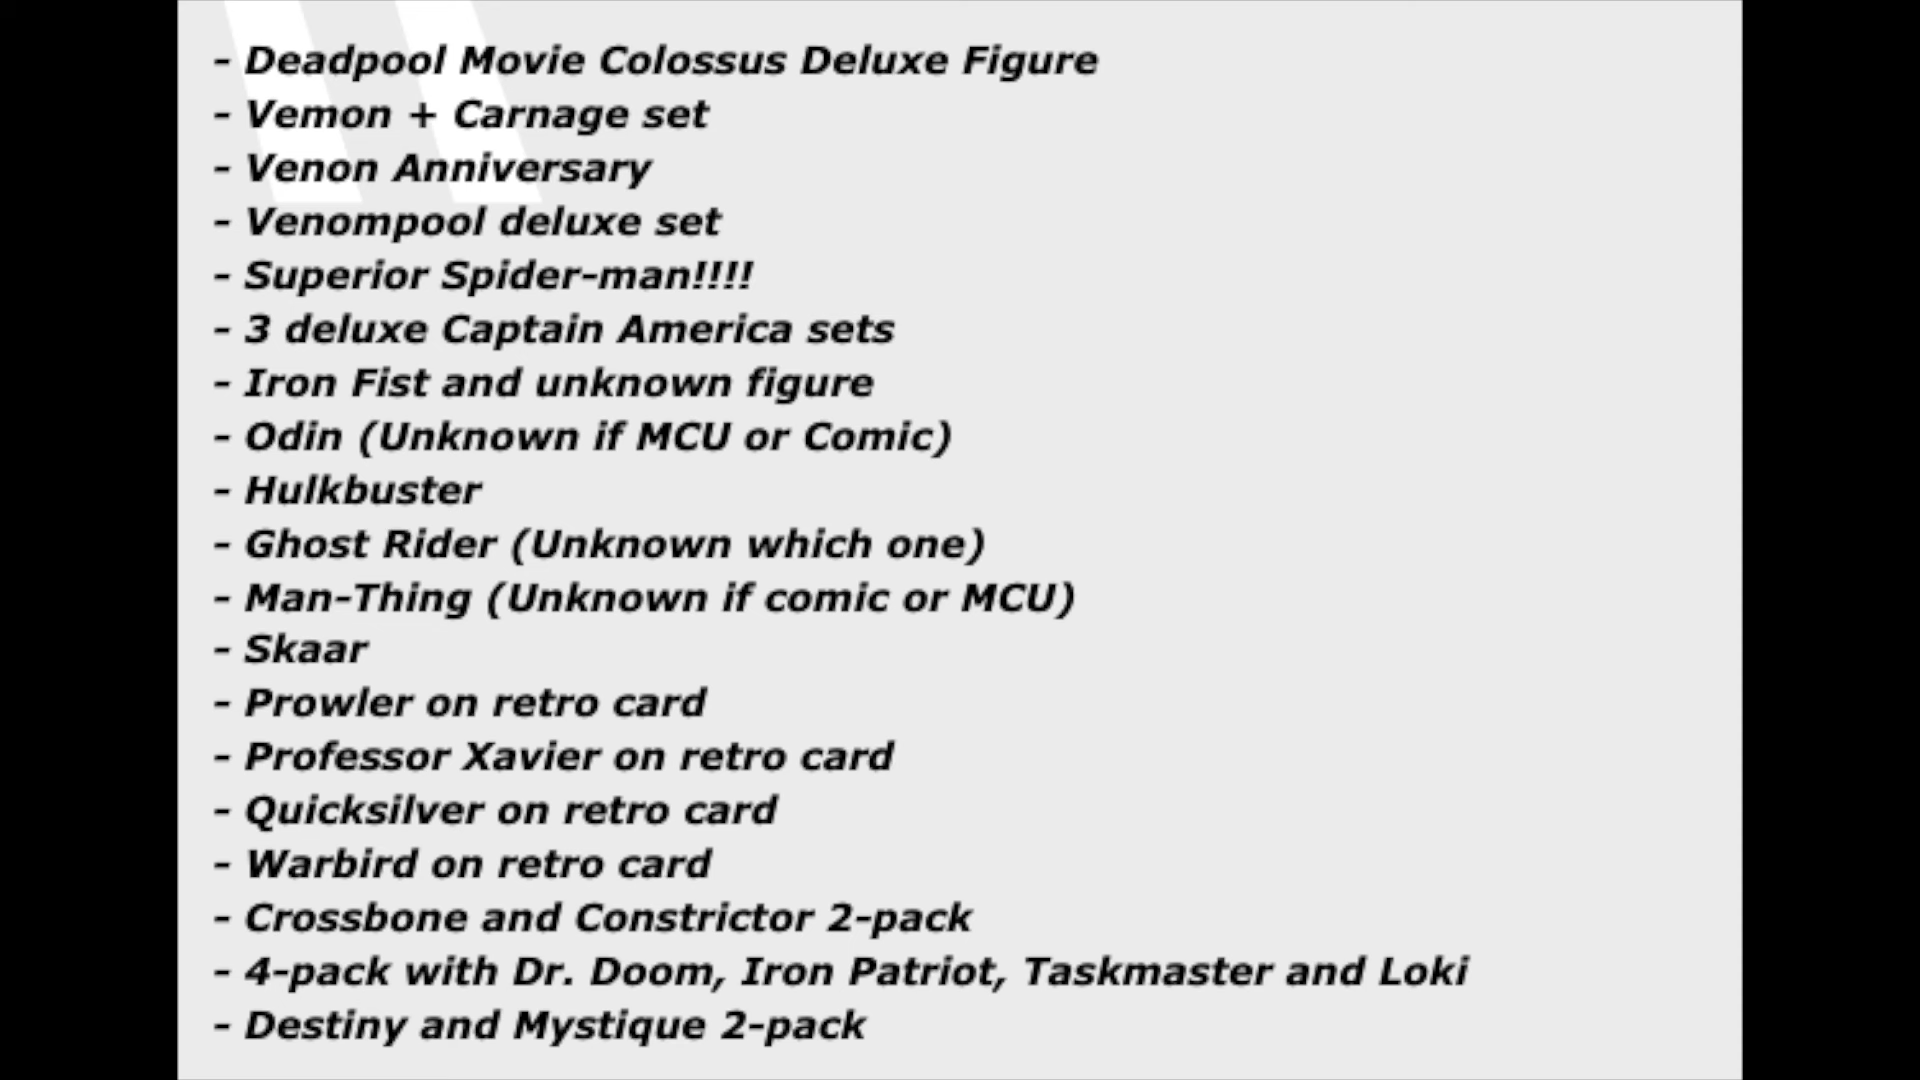 - Deadpool Movie Colossus Deluxe Figure
- Vemon + Carnage set
- Venon Anniversary
- Venompool deluxe set
- Superior Spider-man!!!!
- 3 deluxe Captain America sets
- Iron Fist and unknown figure
- Odin (Unknown if MCU or Comic)
- Hulkbuster
- Ghost Rider (Unknown which one)
- Man-Thing (Unknown if comic or MCU)
- Skaar
- Prowler on retro card
- Professor Xavier on retro card
- Quicksilver on retro card
- Warbird on retro card
- Crossbone and Constrictor 2-pack
- 4-pack with Dr. Doom, Iron Patriot, Taskmaster and Loki
- Destiny and Mystique 2-pack